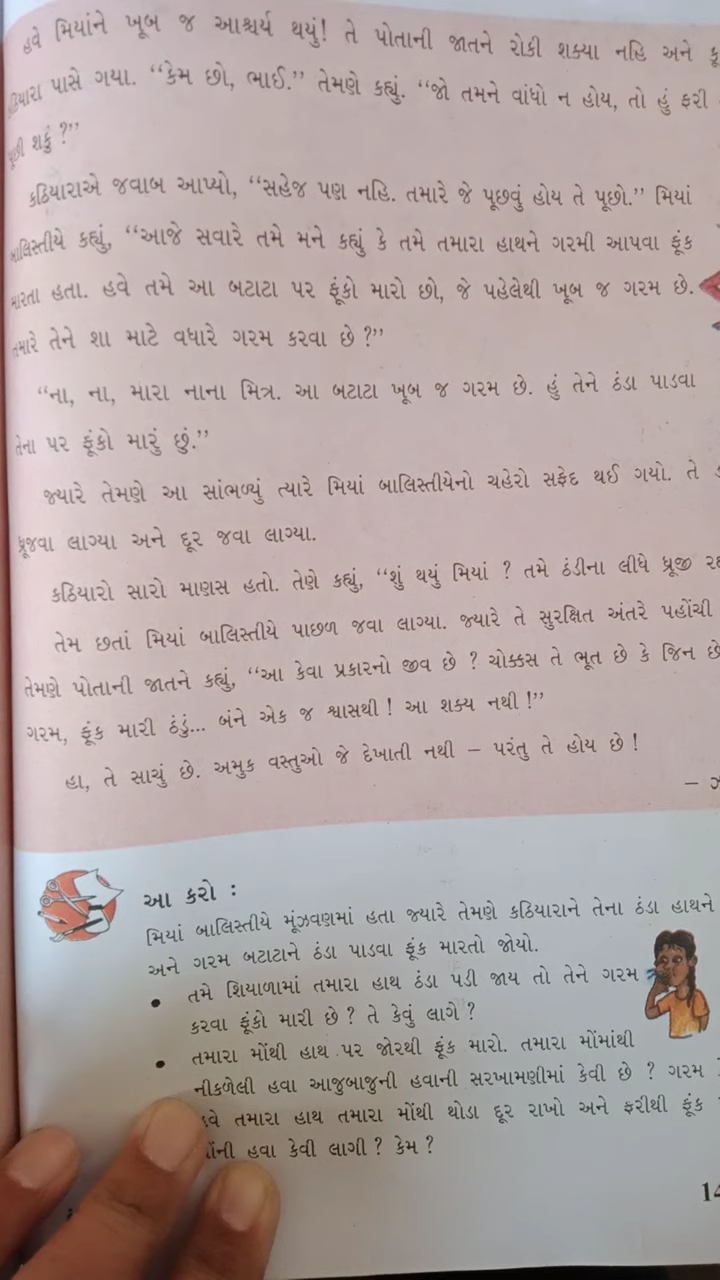 હવે મિયાંને ખૂબ જ આશ્ચર્ય થયું! તે પોતાની જાતને રોકી શક્યા નહિ અને
પાસે ગયા. “કેમ છો, ભાઈ.” તેમણે કહ્યું. “જો તમને વાંધો ન હોય, તો હું ફરી
શકું ?”
કઠિયારાએ જવાબ આપ્યો, “સહેજ પણ નહિ. તમારે જે પૂછવું હોય તે પૂછો.” મિયાં
બાલિસ્તીયે કહ્યું, “આજે સવારે તમે મને કહ્યું કે તમે તમારા હાથને ગરમી આપવા ફૂંક
મારતા હતા. હવે તમે આ બટાટા પર ફૂંકો મારો છો, જે પહેલેથી ખૂબ જ ગરમ છે.
તમારે તેને શા માટે વધારે ગરમ કરવા છે ?”
“ના, ના, મારા નાના મિત્ર. આ બટાટા ખૂબ જ ગરમ છે. હું તેને ઠંડા પાડવા
તેના પર ફૂંકો મારું છું.”
જ્યારે તેમણે આ સાંભળ્યું ત્યારે મિયાં બાલિસ્તીયેનો ચહેરો સફેદ થઈ ગયો. તે
ધ્રૂજવા લાગ્યા અને દૂર જવા લાગ્યા.
કઠિયારો સારો માણસ હતો. તેણે કહ્યું, “શું થયું મિયાં ? તમે ઠંડીના લીધે ધ્રૂજી
તેમ છતાં મિયાં બાલિસ્તીયે પાછળ જવા લાગ્યા. જ્યારે તે સુરક્ષિત અંતરે પહોંચી
તેમણે પોતાની જાતને કહ્યું, “આ કેવા પ્રકારનો જીવ છે ? ચોક્કસ તે ભૂત છે કે જિન છે
ગરમ, ફૂંક મારી ઠંડું... બંને એક જ શ્વાસથી ! આ શક્ય નથી !”
હા, તે સાચું છે. અમુક વસ્તુઓ જે દેખાતી નથી – પરંતુ તે હોય છે !
–
આ કરો :
મિયાં બાલિસ્તીયે મૂંઝવણમાં હતા જ્યારે તેમણે કઠિયારાને તેના ઠંડા હાથને
અને ગરમ બટાટાને ઠંડા પાડવા ફૂંક મારતો જોયો.
• તમે શિયાળામાં તમારા હાથ ઠંડા પડી જાય તો તેને ગરમ
કરવા ફૂંકો મારી છે ? તે કેવું લાગે ?
• તમારા મોંથી હાથ પર જોરથી ફૂંક મારો. તમારા મોંમાંથી
નીકળેલી હવા આજુબાજુની હવાની સરખામણીમાં કેવી છે ? ગરમ
તમારા હાથ તમારા મોંથી થોડા દૂર રાખો અને ફરીથી ફૂંક
હવા કેવી લાગી ? કેમ ?